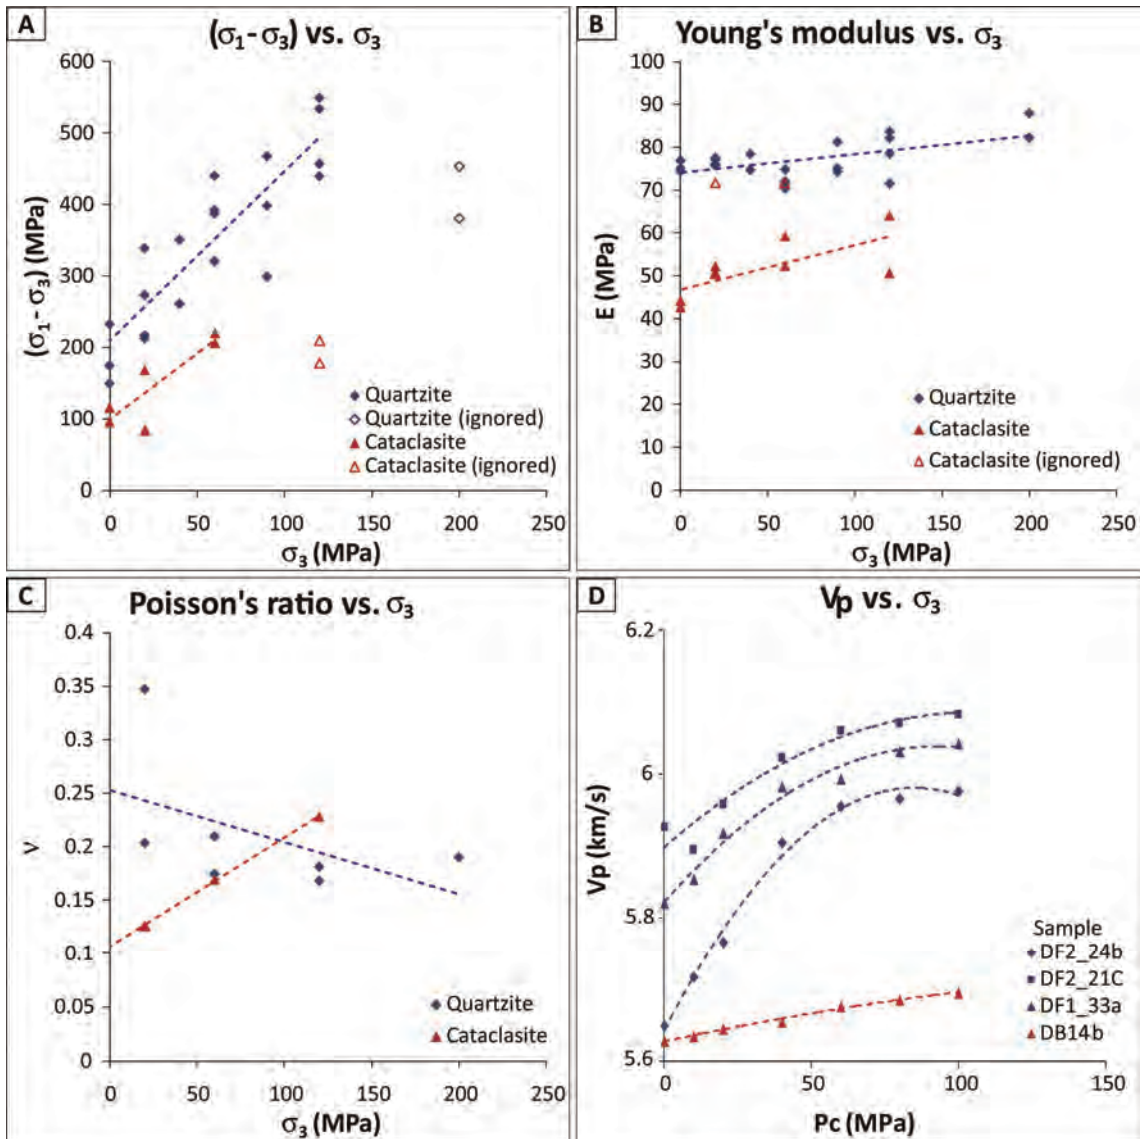 A
(σ₁-σ₃) vs. σ₃
600
500
400
300
200
100
0
(σ₁ - σ₃) (MPa)
0 50 100 150 200 250
σ₃ (MPa)
Quartzite
Quartzite (ignored)
Cataclasite
Cataclasite (ignored)
B
Young's modulus vs. σ₃
100
90
80
70
60
50
40
30
20
10
0
E (MPa)
0 50 100 150 200 250
σ₃ (MPa)
Quartzite
Cataclasite
Cataclasite (ignored)
C
Poisson's ratio vs. σ₃
0.4
0.35
0.3
0.25
0.2
0.15
0.1
0.05
0
ν
0 50 100 150 200 250
σ₃ (MPa)
Quartzite
Cataclasite
D
Vp vs. σ₃
6.2
6
5.8
5.6
Vp (km/s)
0 50 100 150
Pc (MPa)
Sample
DF2_24b
DF2_21C
DF1_33a
DB14b